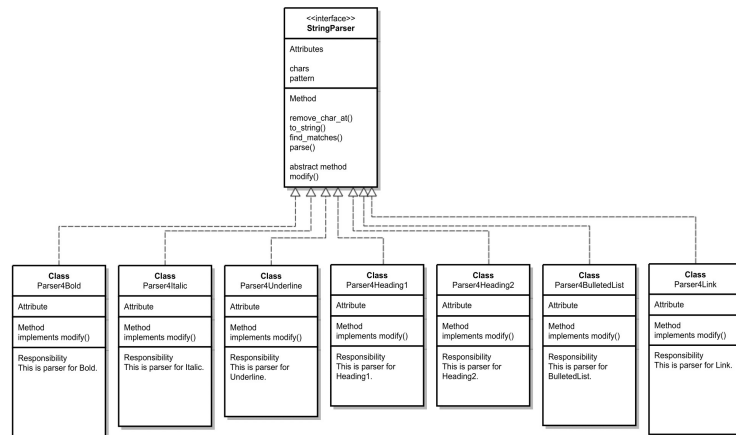 <<interface>>
StringParser
Attributes
chars
pattern
Method
remove_char_at()
to_string()
find_matches()
parse()
abstract method
modify()
Class
Parser4Bold
Attribute
Method
implements modify()
Responsibility
This is parser for Bold.
Class
Parser4Italic
Attribute
Method
implements modify()
Responsibility
This is parser for Italic.
Class
Parser4Underline
Attribute
Method
implements modify()
Responsibility
This is parser for
Underline.
Class
Parser4Heading1
Attribute
Method
implements modify()
Responsibility
This is parser for
Heading1.
Class
Parser4Heading2
Attribute
Method
implements modify()
Responsibility
This is parser for
Heading2.
Class
Parser4BulletedList
Attribute
Method
implements modify()
Responsibility
This is parser for
BulletedList.
Class
Parser4Link
Attribute
Method
implements modify()
Responsibility
This is parser for Link.